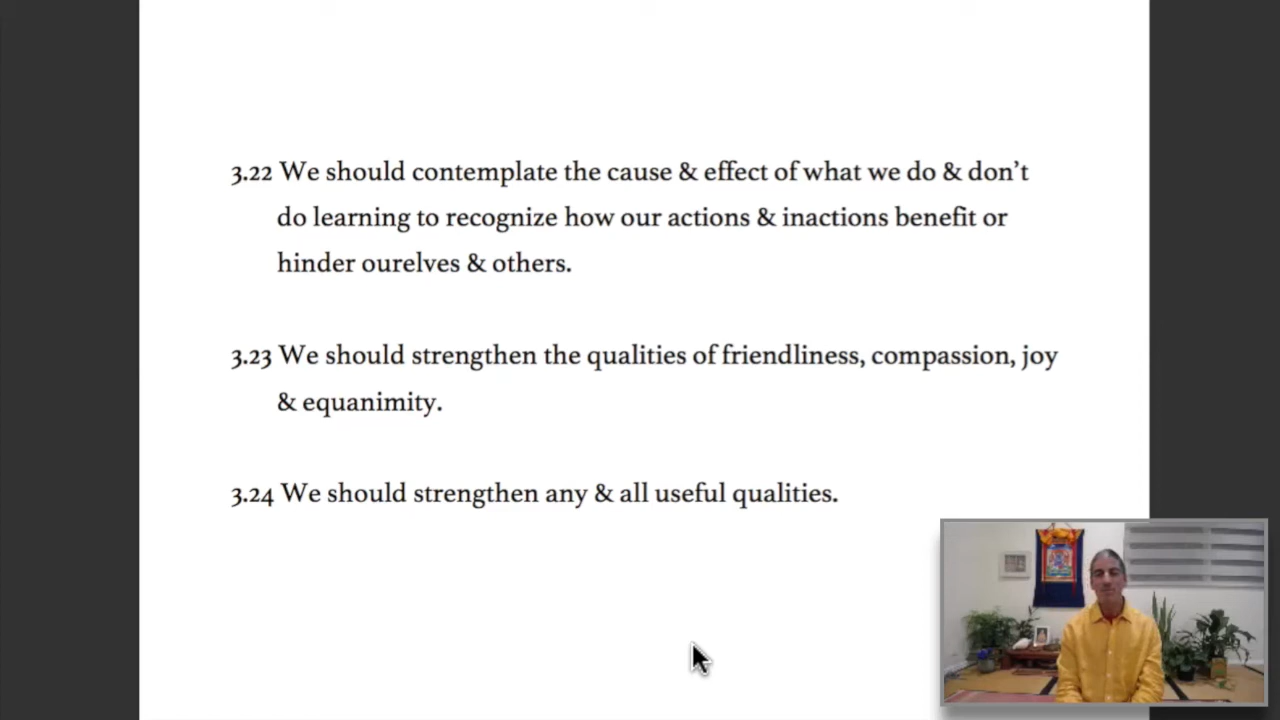 3.22 We should contemplate the cause & effect of what we do & don’t
do learning to recognize how our actions & inactions benefit or
hinder ourelves & others.
3.23 We should strengthen the qualities of friendliness, compassion, joy
& equanimity.
3.24 We should strengthen any & all useful qualities.